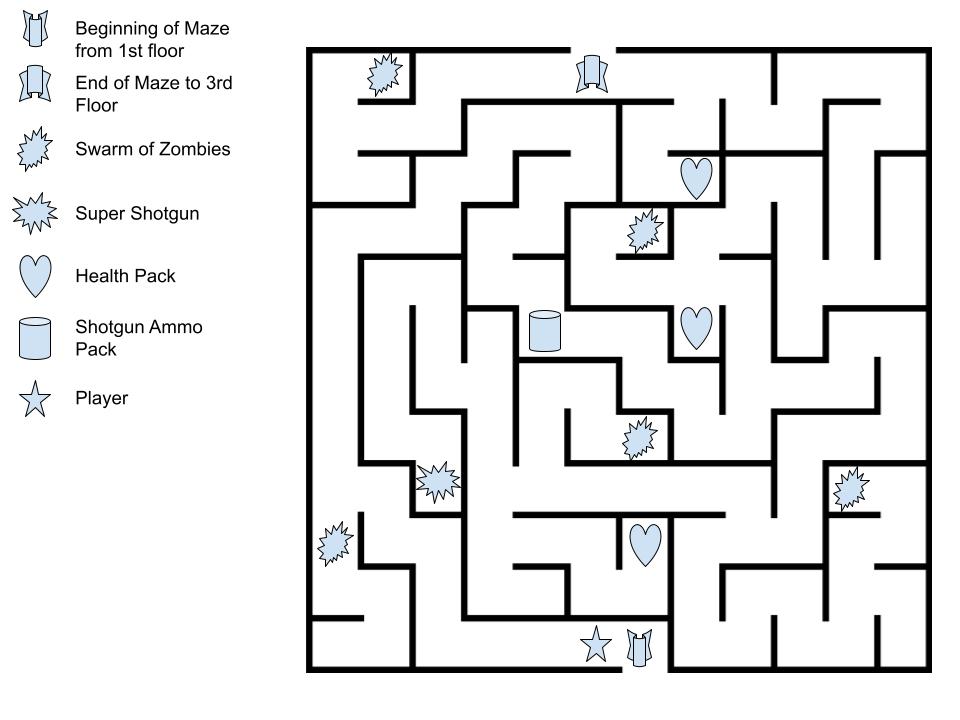 Beginning of Maze
from 1st floor
End of Maze to 3rd
Floor
Swarm of Zombies
Super Shotgun
Health Pack
Shotgun Ammo
Pack
Player